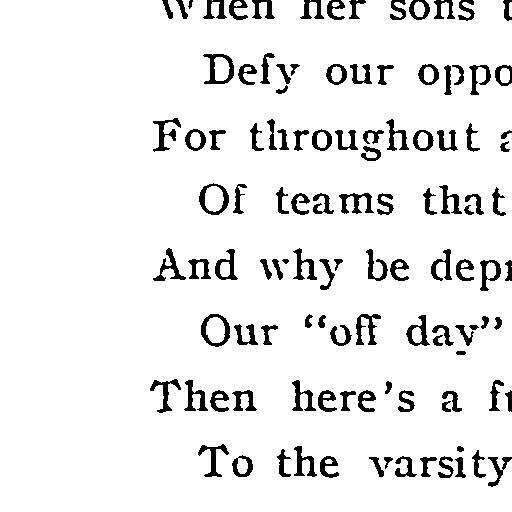 When her sons
Defy our oppo
For throughout a
Of teams that
And why be depr
Our "off day"
Then here's a
To the varsity